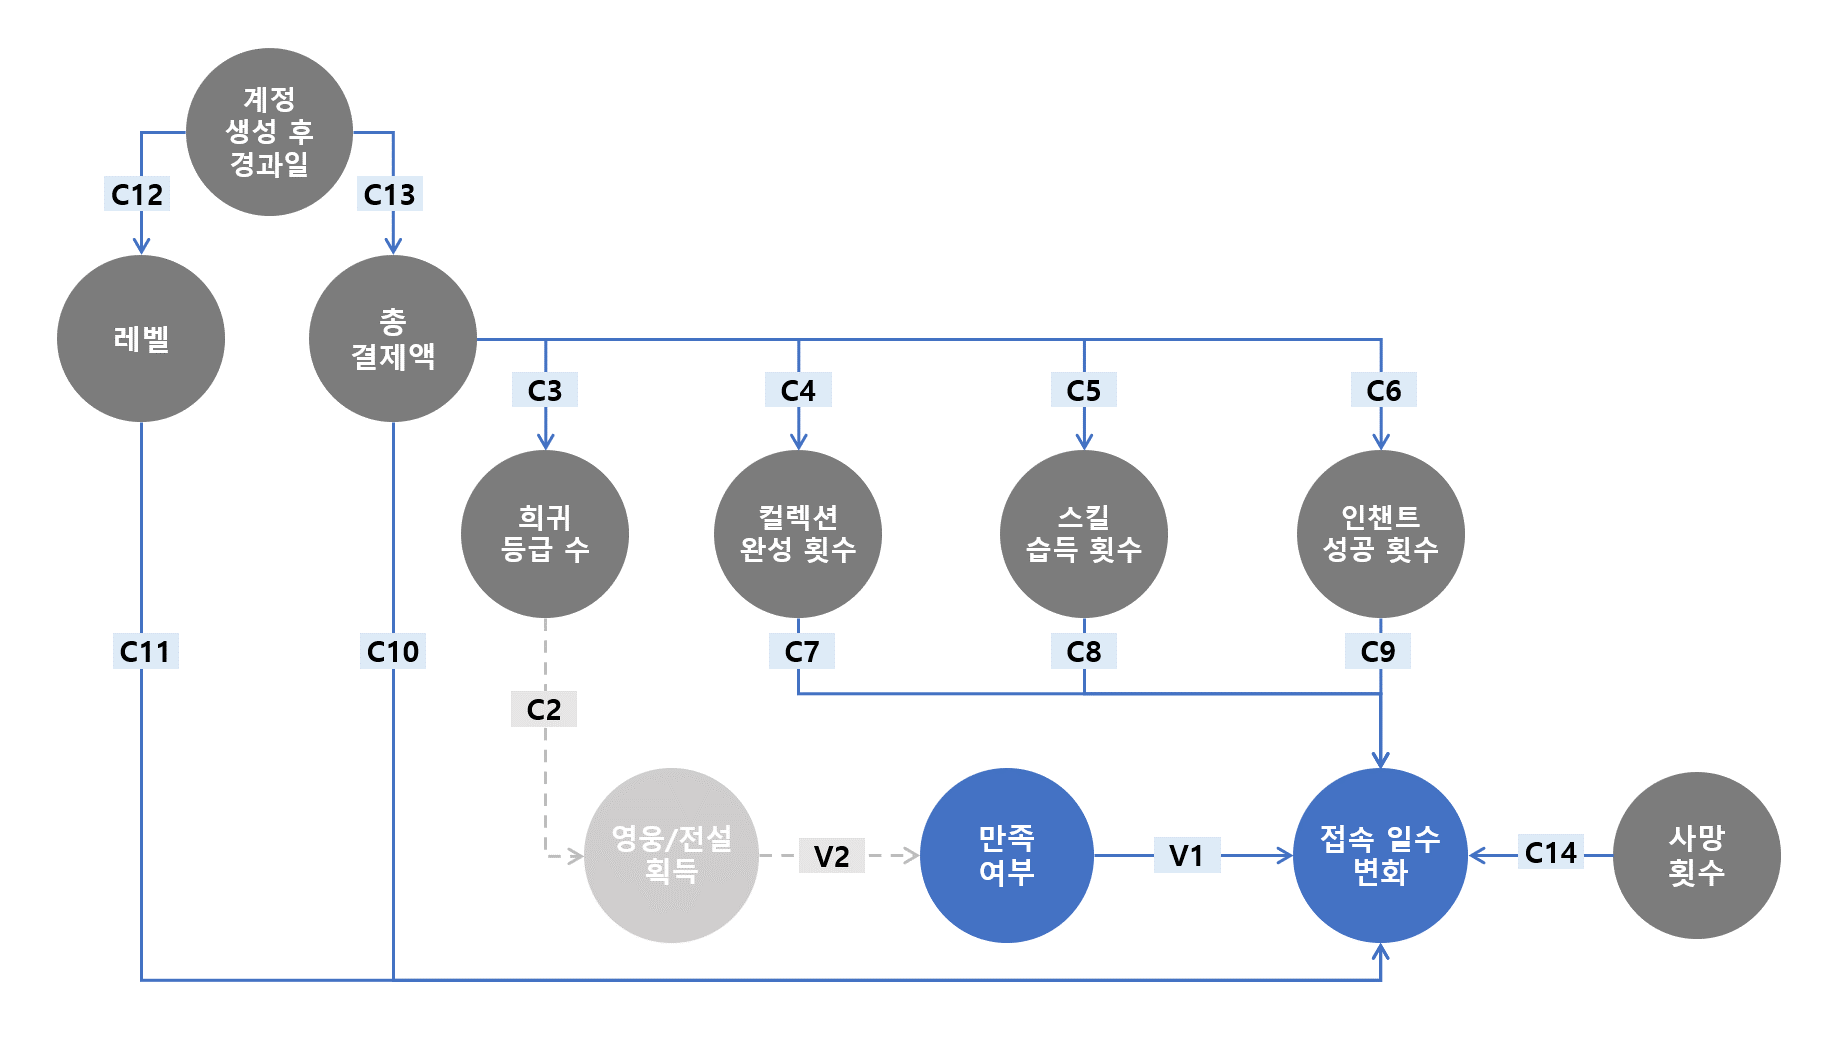 계정
생성 후
경과일
C12
C13
레벨
총
결제액
C3
C4
C5
C6
희귀
등급 수
컬렉션
완성 횟수
스킬
습득 횟수
인챈트
성공 횟수
C11
C10
C7
C8
C9
C2
영웅/전설
획득
V2
만족
여부
V1
접속 일수
변화
C14
사망
횟수